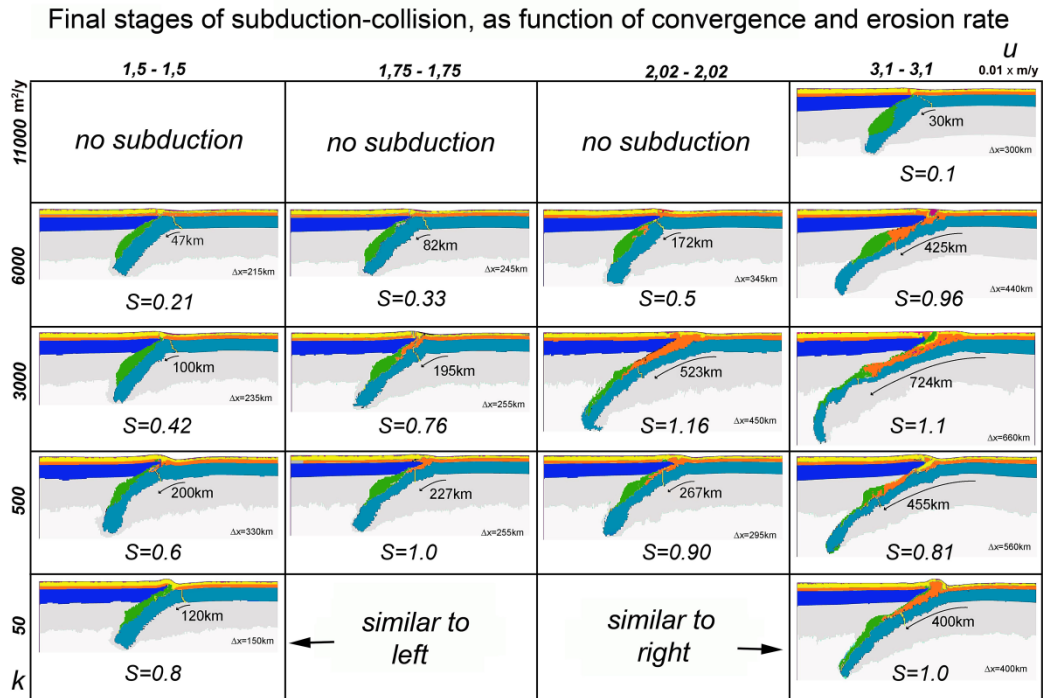 Final stages of subduction-collision, as function of convergence and erosion rate
u
1,5 - 1,5
1,75 - 1,75
2,02 - 2,02
3,1 - 3,1
0.01 x m/y
11000 m²/y
no subduction
no subduction
no subduction
30km
Δx=300km
S=0.1
6000
47km
Δx=215km
S=0.21
82km
Δx=245km
S=0.33
172km
Δx=345km
S=0.5
425km
Δx=440km
S=0.96
3000
100km
Δx=235km
S=0.42
195km
Δx=255km
S=0.76
523km
Δx=450km
S=1.16
724km
Δx=660km
S=1.1
500
200km
Δx=330km
S=0.6
227km
Δx=255km
S=1.0
267km
Δx=295km
S=0.90
455km
Δx=560km
S=0.81
50
120km
Δx=150km
S=0.8
similar to
left
similar to
right
400km
Δx=400km
S=1.0
k